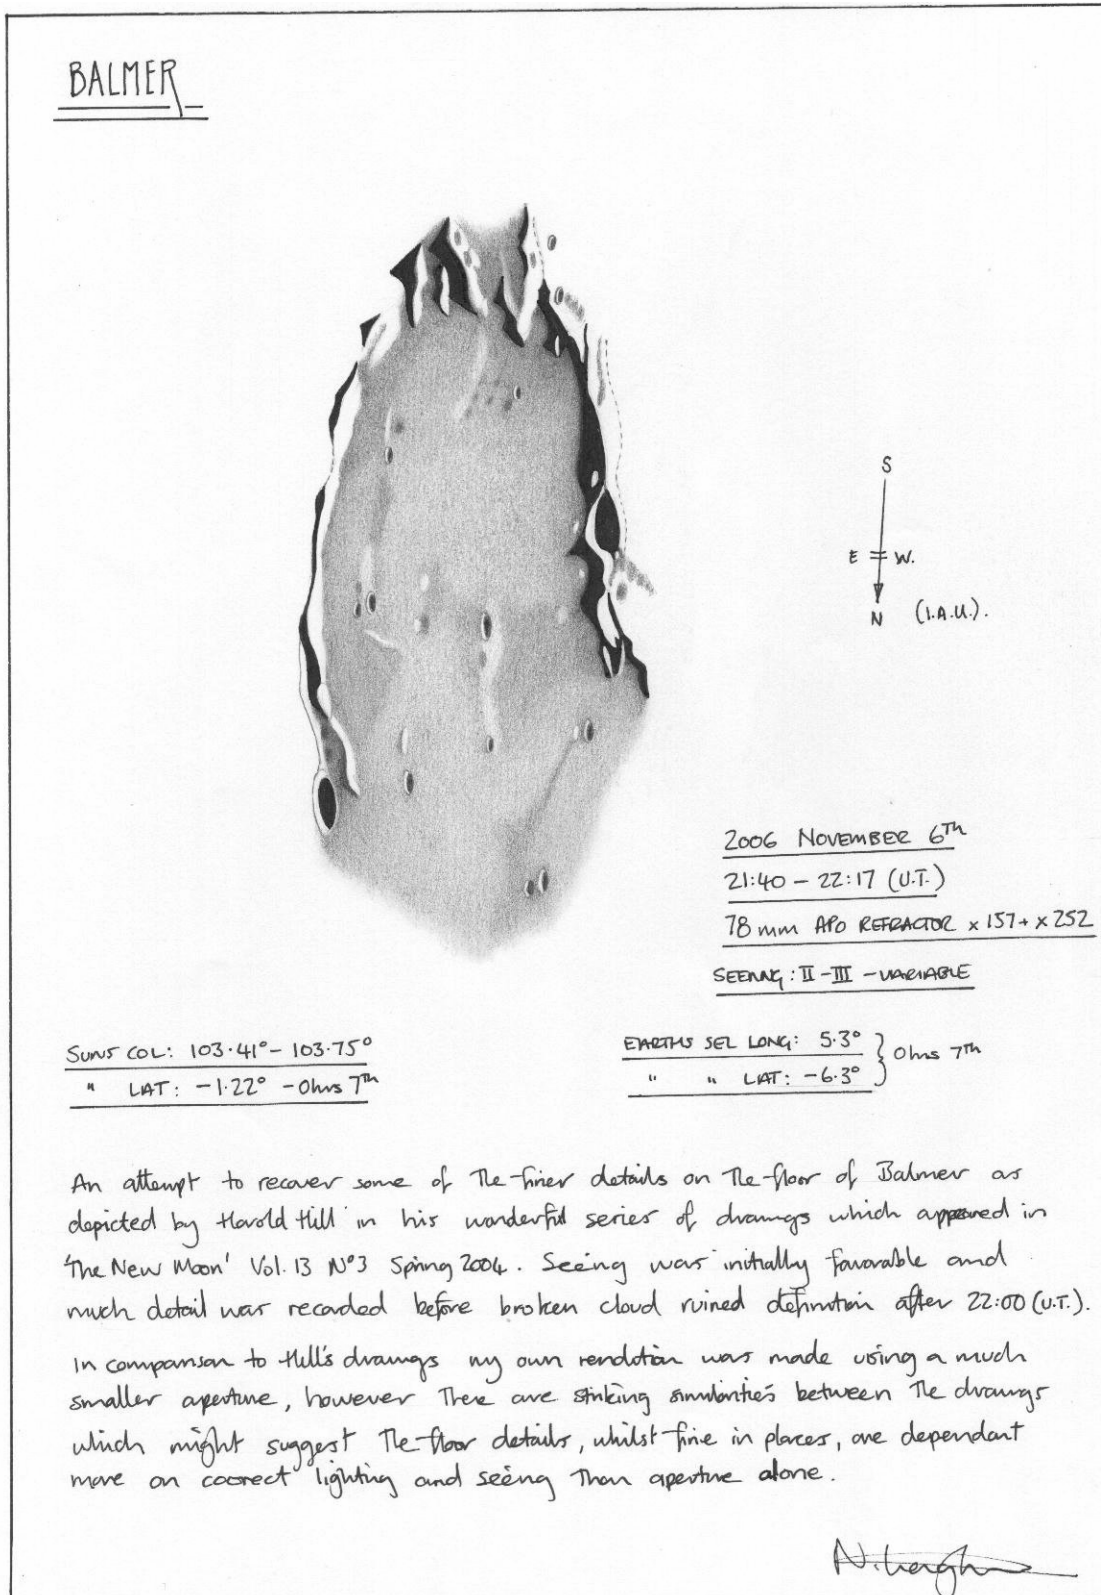 BALMER
S
E W.
N (I.A.U.).
2006 NOVEMBER 6Th
21:40 – 22:17 (U.T.)
78mm APO REFRACTOR x 157 + x 252
SEEING: II – III – VARIABLE
SUNS COL: 103.41° – 103.75°
" LAT: –1.22° – 0hrs 7th
EARTHS SEL LONG: 5.3°
" " LAT: –6.3° } 0hrs 7th
An attempt to recover some of The finer details on The floor of Balmer as
depicted by Harold Hill in his wonderful series of drawings which appeared in
'The New Moon' Vol. 13 Nº3 Spring 2004. Seeing was initially favorable and
much detail was recorded before broken cloud ruined definition after 22:00 (U.T.).
In comparison to Hill's drawings my own rendition was made using a much
smaller aperture, however There are striking similarities between The drawings
which might suggest The floor details, whilst fine in places, are dependant
more on coorect lighting and seeing Than aperture alone.